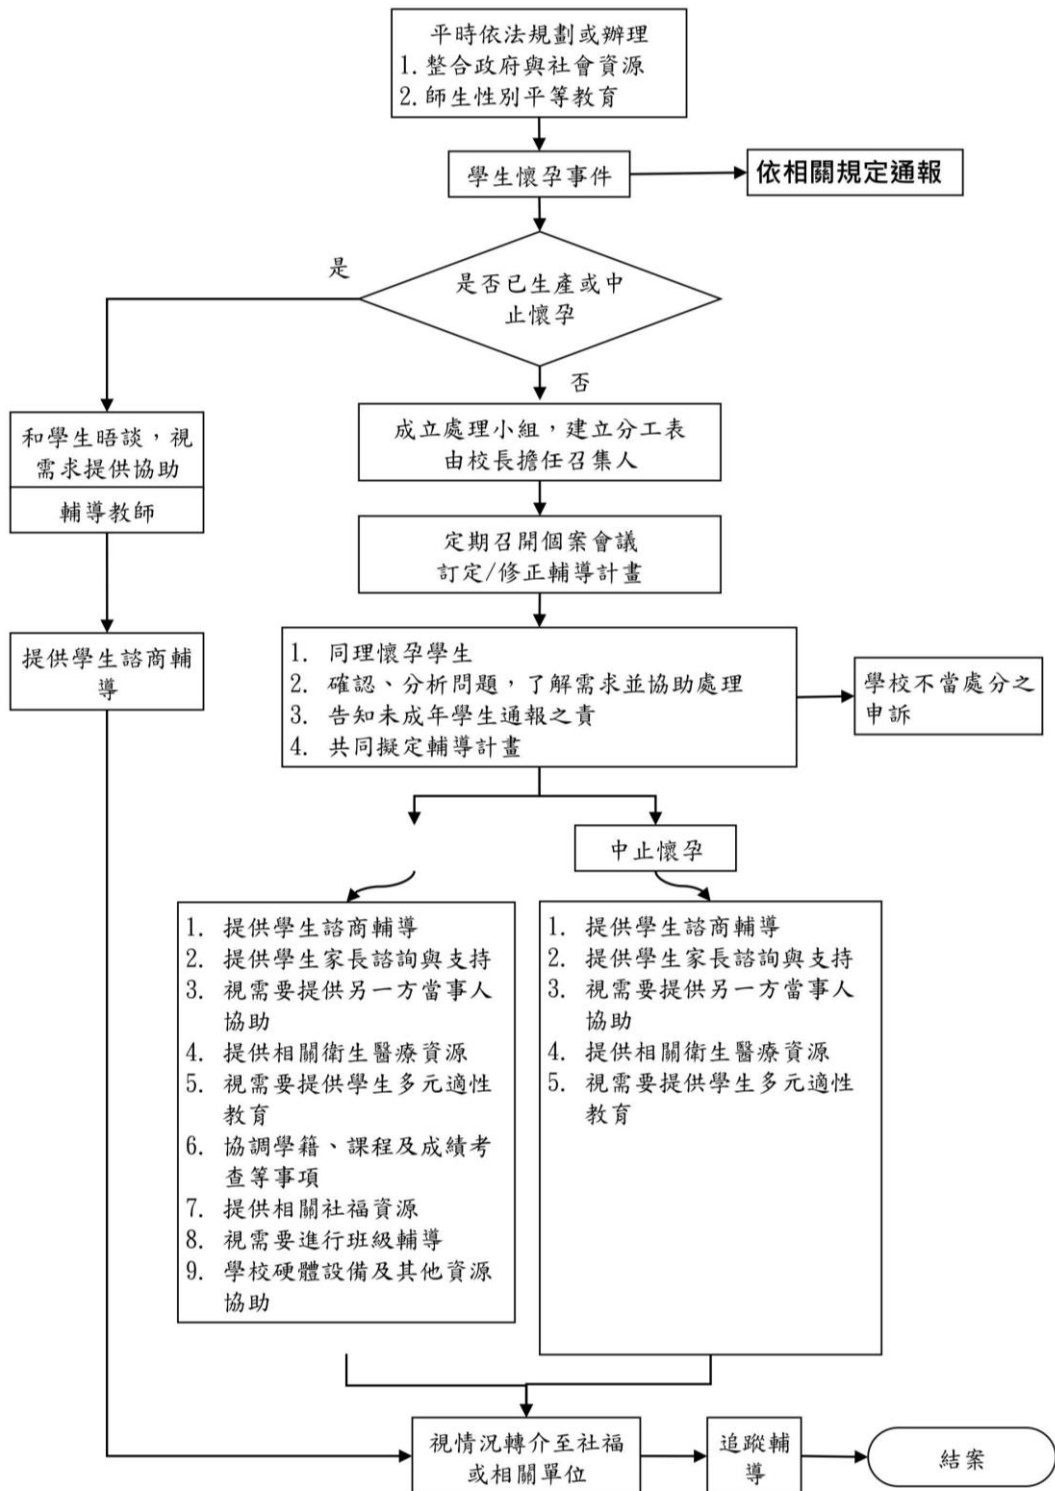 平時依法規劃或辦理
1. 整合政府與社會資源
2. 師生性別平等教育
學生懷孕事件
依相關規定通報
是
是否已生產或中
止懷孕
否
和學生晤談，視
需求提供協助
輔導教師
成立處理小組，建立分工表
由校長擔任召集人
定期召開個案會議
訂定/修正輔導計畫
提供學生諮商輔
導
1. 同理懷孕學生
2. 確認、分析問題，了解需求並協助處理
3. 告知未成年學生通報之責
4. 共同擬定輔導計畫
學校不當處分之
申訴
中止懷孕
1. 提供學生諮商輔導
2. 提供學生家長諮詢與支持
3. 視需要提供另一方當事人
協助
4. 提供相關衛生醫療資源
5. 視需要提供學生多元適性
教育
6. 協調學籍、課程及成績考
查等事項
7. 提供相關社福資源
8. 視需要進行班級輔導
9. 學校硬體設備及其他資源
協助
1. 提供學生諮商輔導
2. 提供學生家長諮詢與支持
3. 視需要提供另一方當事人
協助
4. 提供相關衛生醫療資源
5. 視需要提供學生多元適性
教育
視情況轉介至社福
或相關單位
追蹤輔
導
結案